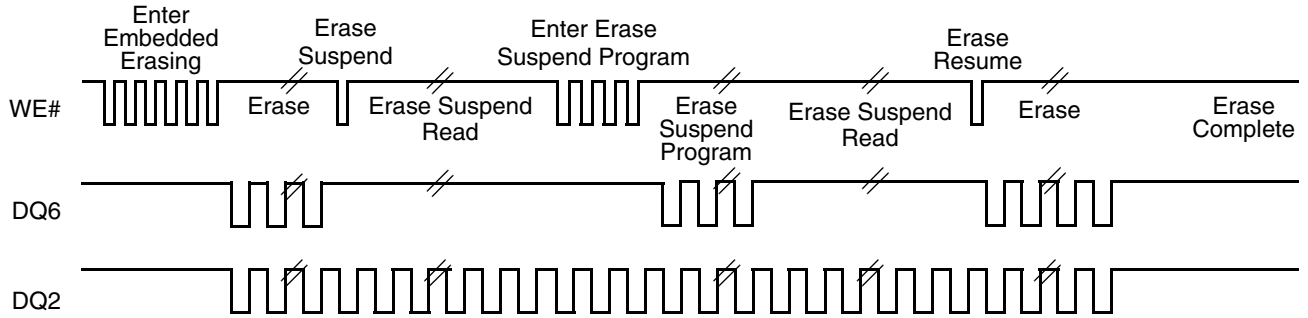 Enter
Embedded
Erasing
Erase
Suspend
Enter Erase
Suspend Program
Erase
Resume
WE#
Erase
Erase Suspend
Read
Erase
Suspend
Program
Erase Suspend
Read
Erase
Erase
Complete
DQ6
DQ2